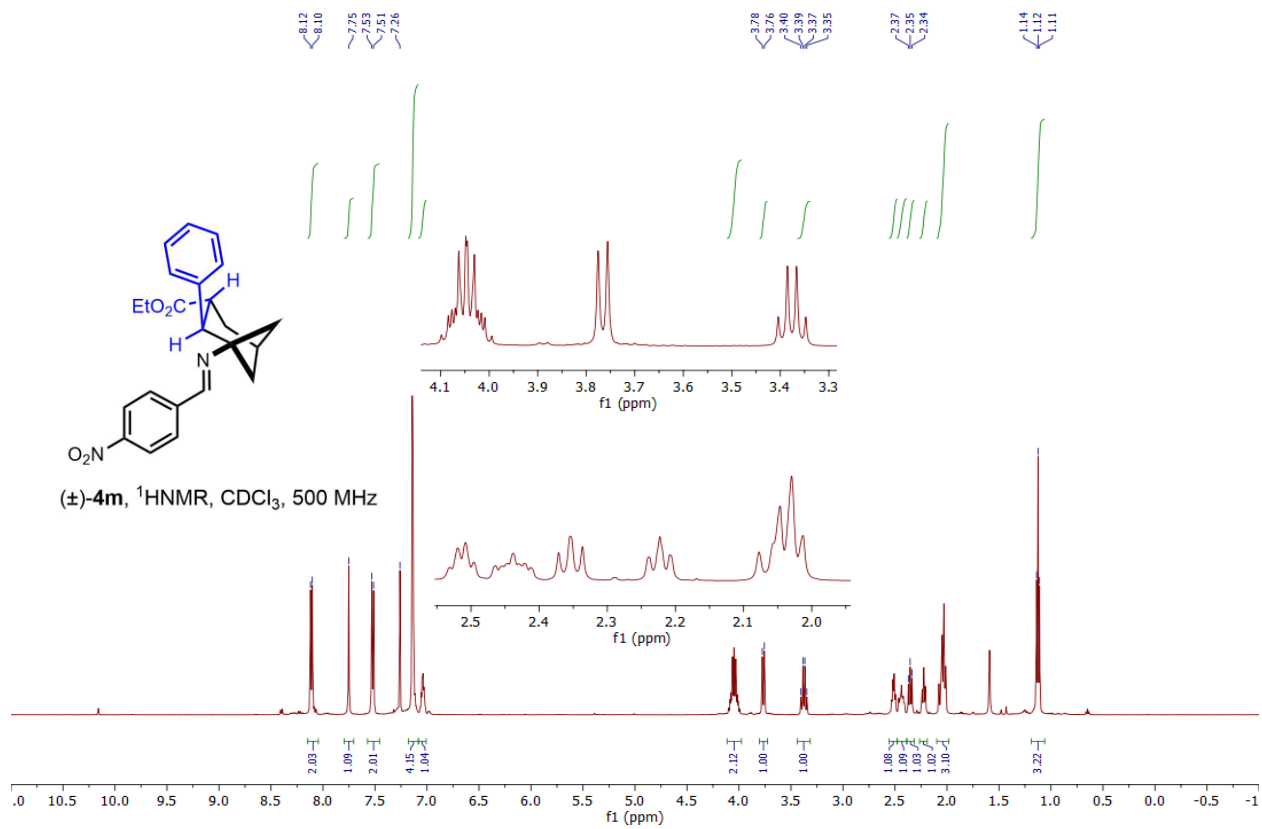 8.12
8.10
7.75
7.53
7.51
7.26
3.78
3.76
3.40
3.39
3.37
3.35
2.37
2.35
2.34
1.14
1.12
1.11
H
EtO₂C
H
N
O₂N
4.1 4.0 3.9 3.8 3.7 3.6 3.5 3.4 3.3
f1 (ppm)
(±)-4m, ¹HNMR, CDCl₃, 500 MHz
2.5 2.4 2.3 2.2 2.1 2.0
f1 (ppm)
2.03
1.09
2.01
4.15
1.04
2.12
1.00
1.00
1.08
1.09
1.03
1.02
3.10
3.22
.0 10.5 10.0 9.5 9.0 8.5 8.0 7.5 7.0 6.5 6.0 5.5 5.0 4.5 4.0 3.5 3.0 2.5 2.0 1.5 1.0 0.5 0.0 -0.5 -1
f1 (ppm)